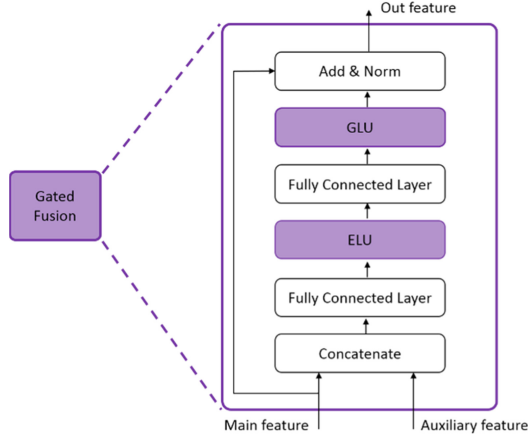 Out feature
Add & Norm
GLU
Fully Connected Layer
Gated
Fusion
ELU
Fully Connected Layer
Concatenate
Main feature
Auxiliary feature